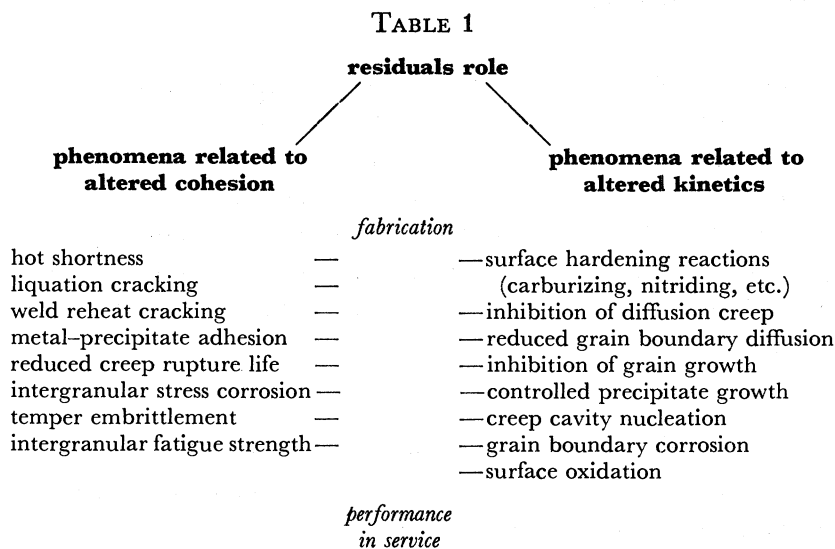 TABLE 1
residuals role
phenomena related to
altered cohesion
phenomena related to
altered kinetics
fabrication
hot shortness —
liquation cracking —
weld reheat cracking —
metal–precipitate adhesion —
reduced creep rupture life —
intergranular stress corrosion —
temper embrittlement —
intergranular fatigue strength —
— surface hardening reactions
(carburizing, nitriding, etc.)
— inhibition of diffusion creep
— reduced grain boundary diffusion
— inhibition of grain growth
— controlled precipitate growth
— creep cavity nucleation
— grain boundary corrosion
— surface oxidation
performance
in service